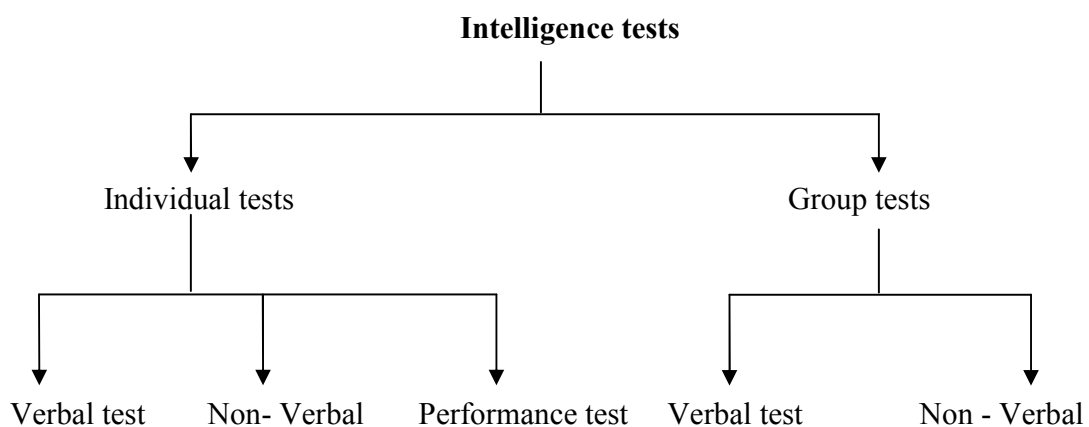 Intelligence tests
Individual tests
Group tests
Verbal test
Non- Verbal
Performance test
Verbal test
Non - Verbal